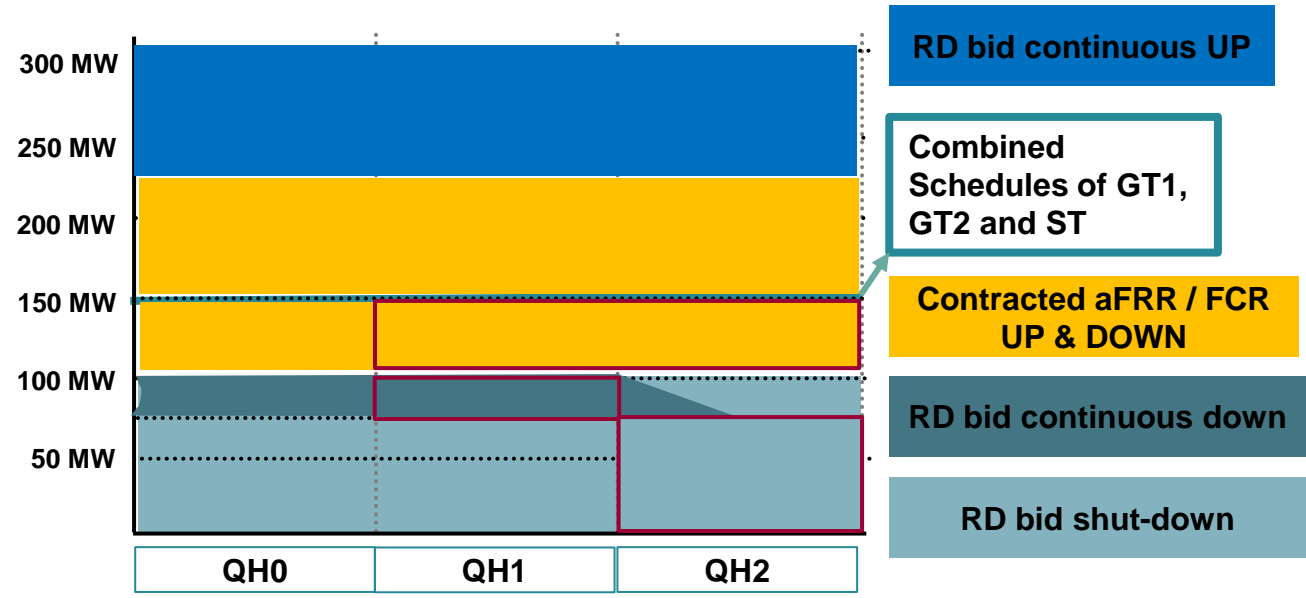 300 MW
250 MW
200 MW
150 MW
100 MW
50 MW
QH0
QH1
QH2
RD bid continuous UP
Combined
Schedules of GT1,
GT2 and ST
Contracted aFRR / FCR
UP & DOWN
RD bid continuous down
RD bid shut-down